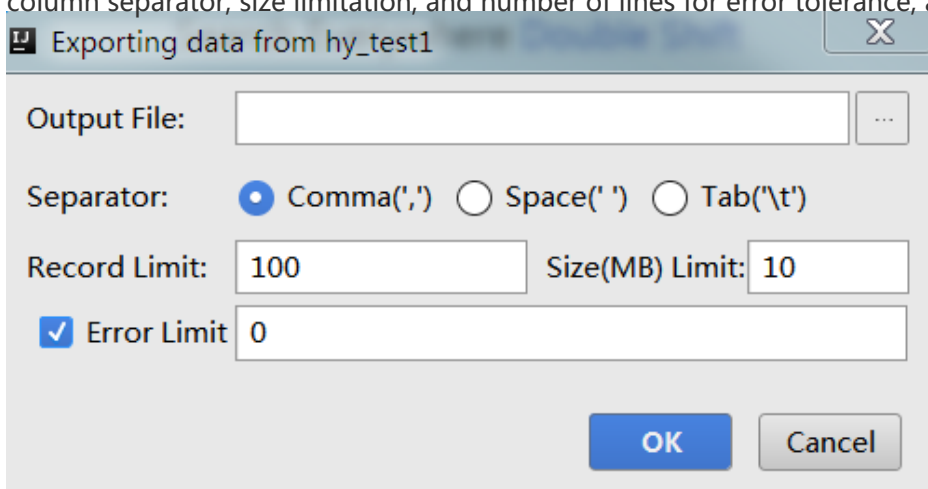 column separator, size limitation, and number of lines for error tolerance, a
Exporting data from hy_test1
Output File: ...
Separator: Comma(',') Space(' ') Tab('\t')
Record Limit: 100 Size(MB) Limit: 10
Error Limit 0
OK Cancel